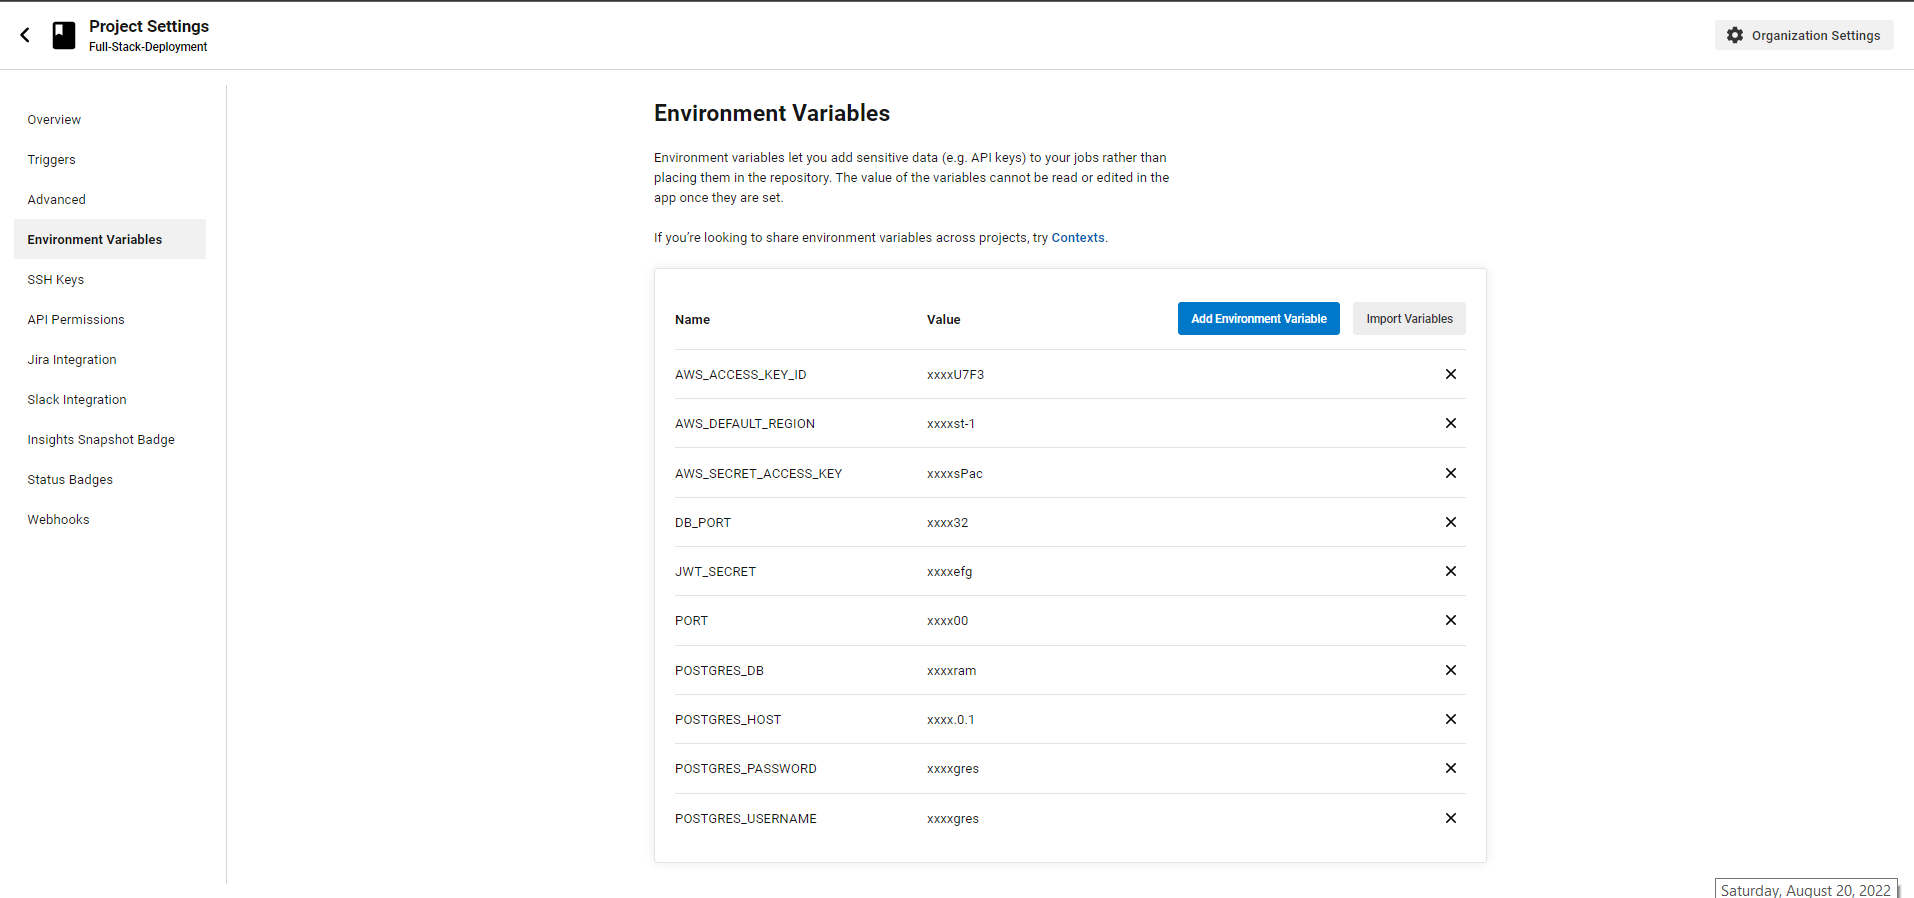 Project Settings
Full-Stack-Deployment
Organization Settings
Overview
Triggers
Advanced
Environment Variables
SSH Keys
API Permissions
Jira Integration
Slack Integration
Insights Snapshot Badge
Status Badges
Webhooks
Environment Variables
Environment variables let you add sensitive data (e.g. API keys) to your jobs rather than
placing them in the repository. The value of the variables cannot be read or edited in the
app once they are set.
If you’re looking to share environment variables across projects, try Contexts.
Name Value Add Environment Variable Import Variables
AWS_ACCESS_KEY_ID xxxxU7F3
AWS_DEFAULT_REGION xxxxst-1
AWS_SECRET_ACCESS_KEY xxxxsPac
DB_PORT xxxx32
JWT_SECRET xxxxefg
PORT xxxx00
POSTGRES_DB xxxxram
POSTGRES_HOST xxxx.0.1
POSTGRES_PASSWORD xxxxgres
POSTGRES_USERNAME xxxxgres
Saturday, August 20, 2022